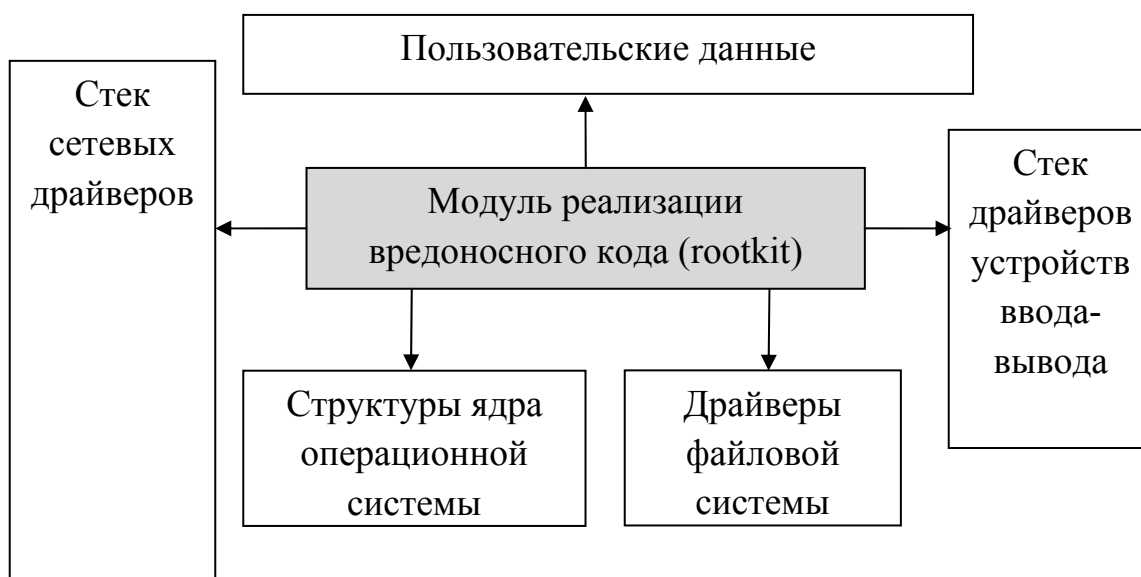 Пользовательские данные
Стек
сетевых
драйверов
Модуль реализации
вредоносного кода (rootkit)
Стек
драйверов
устройств
ввода-
вывода
Структуры ядра
операционной
системы
Драйверы
файловой
системы